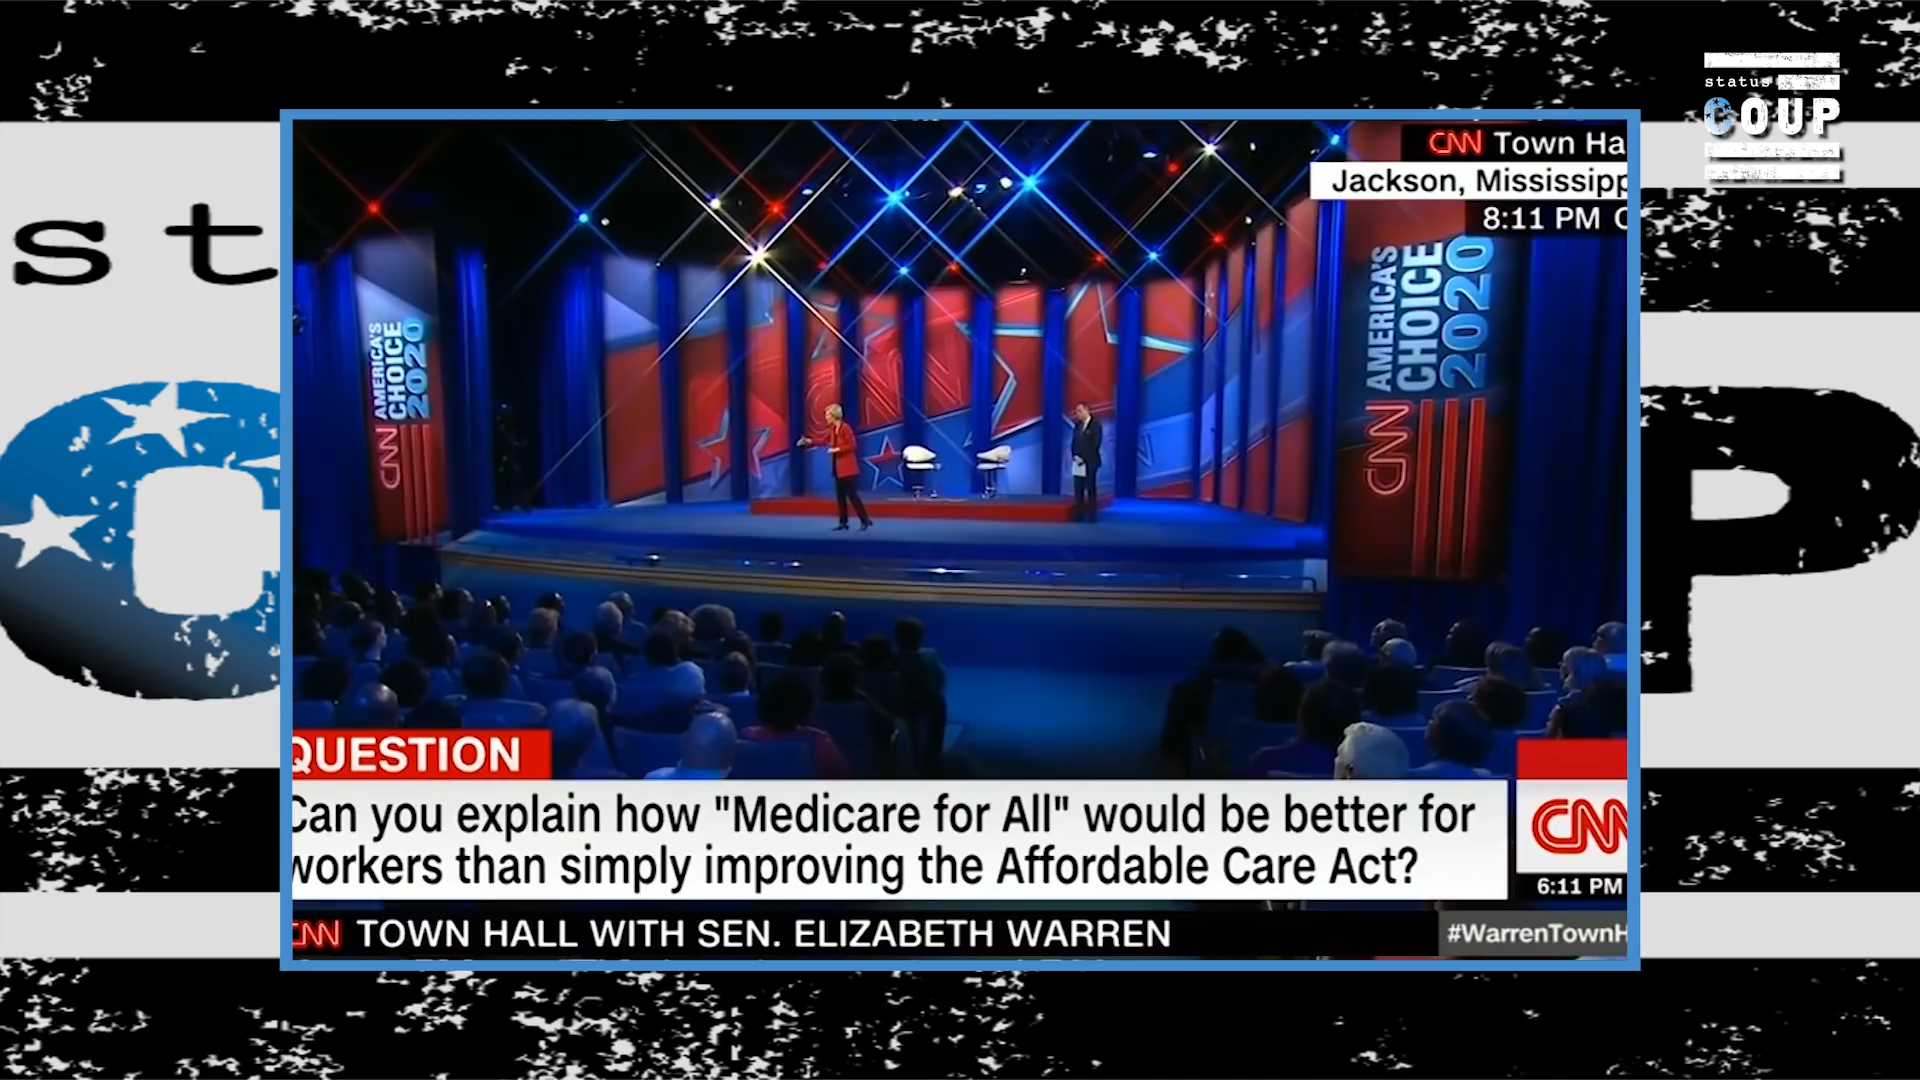 status
COUP
st
C
P
CNN Town Ha
Jackson, Mississipp
8:11 PM C
AMERICA'S
CHOICE
2020
CNN
AMERICA'S
CHOICE
2020
CNN
CNN
QUESTION
Can you explain how "Medicare for All" would be better for
workers than simply improving the Affordable Care Act?
CNN
6:11 PM
CNN TOWN HALL WITH SEN. ELIZABETH WARREN
#WarrenTownH